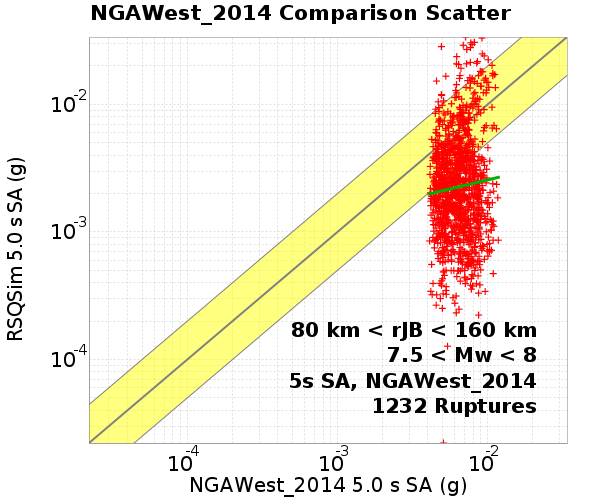 NGAWest_2014 Comparison Scatter
RSQSim 5.0 s SA (g)
10-2
10-3
10-4
80 km < rJB < 160 km
7.5 < Mw < 8
5s SA, NGAWest_2014
1232 Ruptures
10-4
10-3
10-2
NGAWest_2014 5.0 s SA (g)